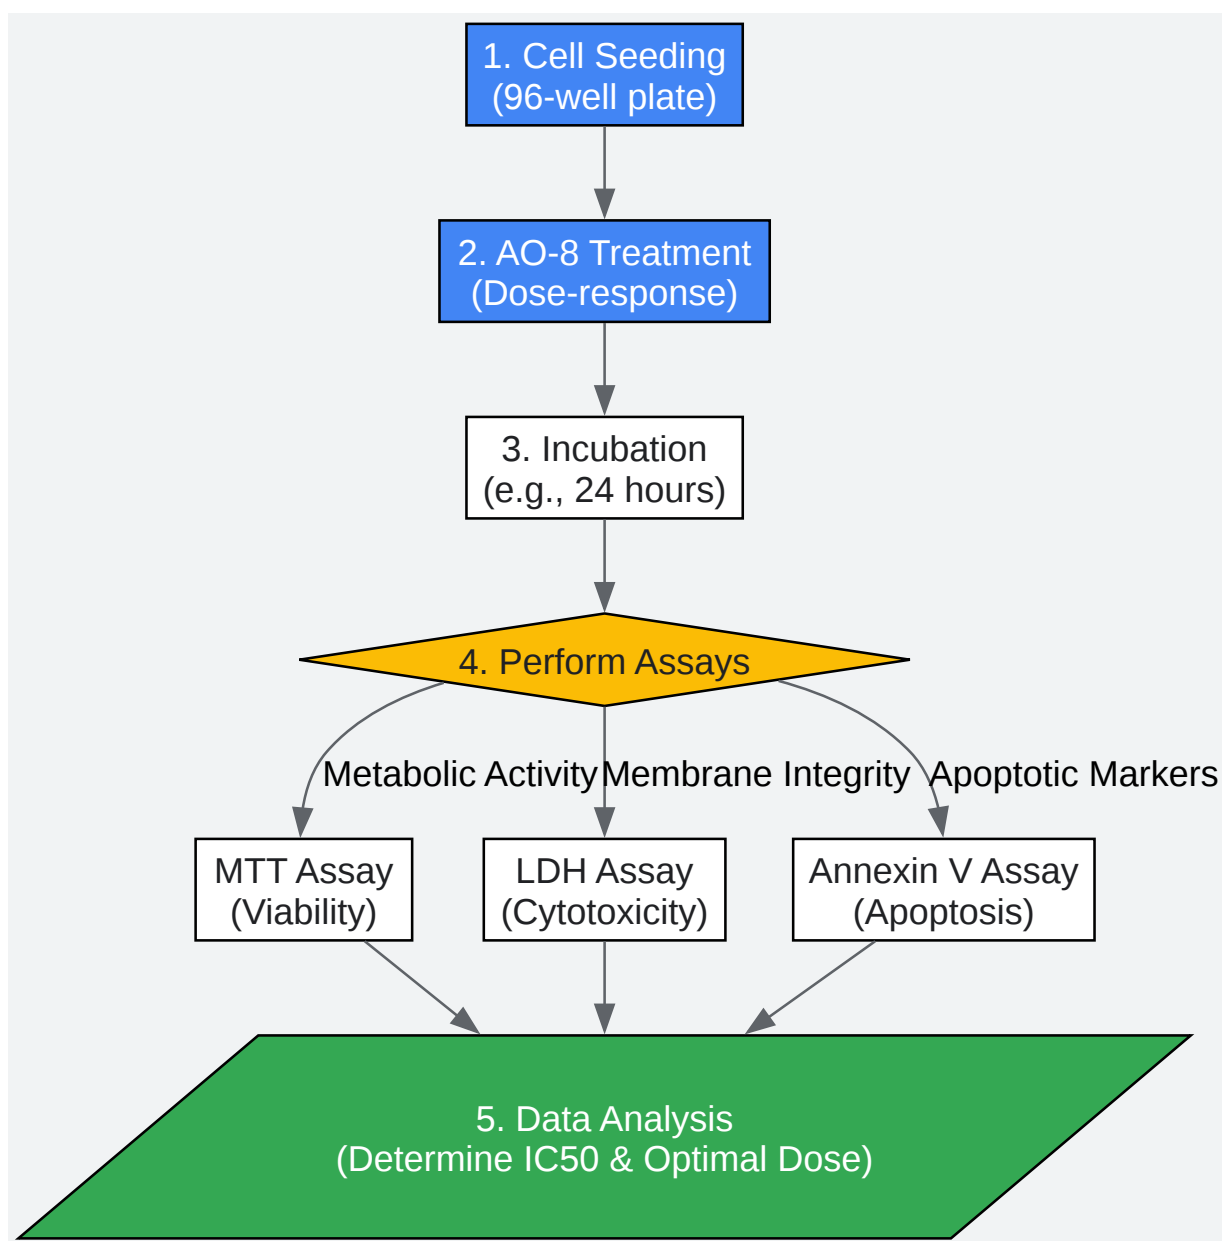 1. Cell Seeding
(96-well plate)
2. AO-8 Treatment
(Dose-response)
3. Incubation
(e.g., 24 hours)
4. Perform Assays
Metabolic Activity
Membrane Integrity
Apoptotic Markers
MTT Assay
(Viability)
LDH Assay
(Cytotoxicity)
Annexin V Assay
(Apoptosis)
5. Data Analysis
(Determine IC50 & Optimal Dose)